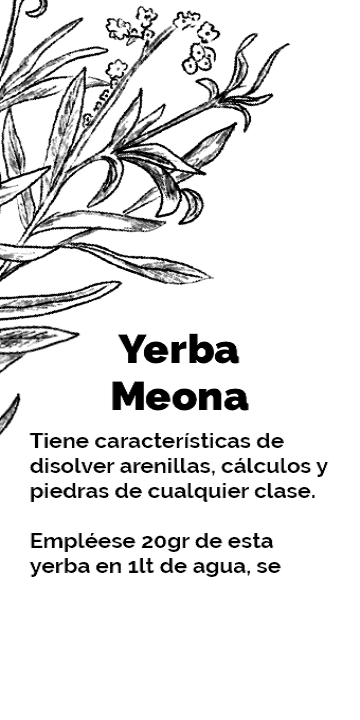 Yerba
Meona
Tiene características de
disolver arenillas, cálculos y
piedras de cualquier clase.
Empléese 20gr de esta
yerba en 1lt de agua, se